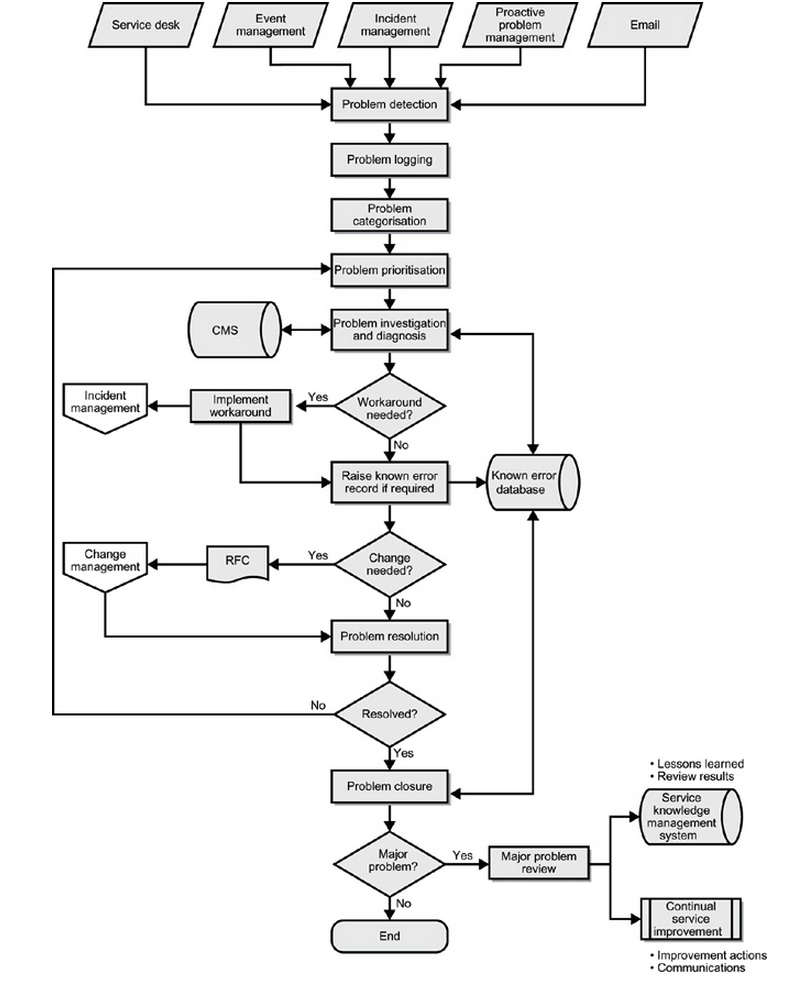 Service desk
Event
management
Incident
management
Proactive
problem
management
Email
Problem detection
Problem logging
Problem
categorisation
Problem prioritisation
CMS
Problem investigation
and diagnosis
Incident
management
Implement
workaround
Yes
Workaround
needed?
No
Raise known error
record if required
Known error
database
Change
management
RFC
Yes
Change
needed?
No
Problem resolution
No
Resolved?
Yes
Problem closure
• Lessons learned
• Review results
Service
knowledge
management
system
Major
problem?
Yes
Major problem
review
No
End
Continual
service
improvement
• Improvement actions
• Communications